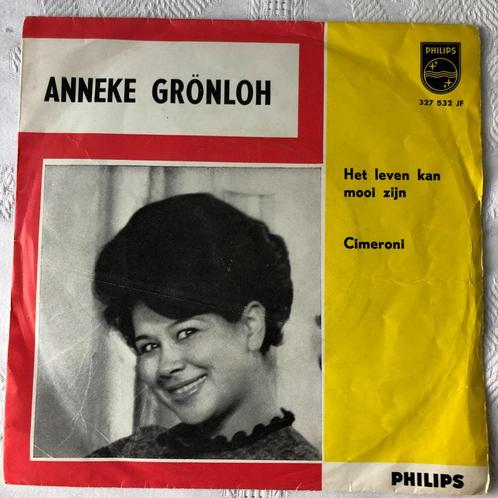 ANNEKE GRÖNLOH
PHILIPS
327 532 JF
Het leven kan
mooi zijn
Cimeroni
PHILIPS